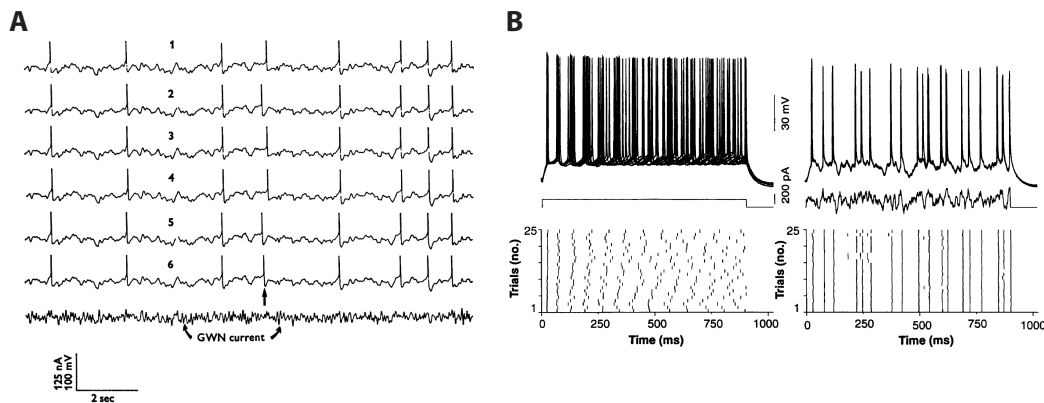 A
1
2
3
4
5
6
GWN current
125 nA
100 mV
2 sec
B
30 mV
200 pA
Trials (no.)
25
1
0 250 500 750 1000
Time (ms)
Trials (no.)
25
1
0 250 500 750 1000
Time (ms)